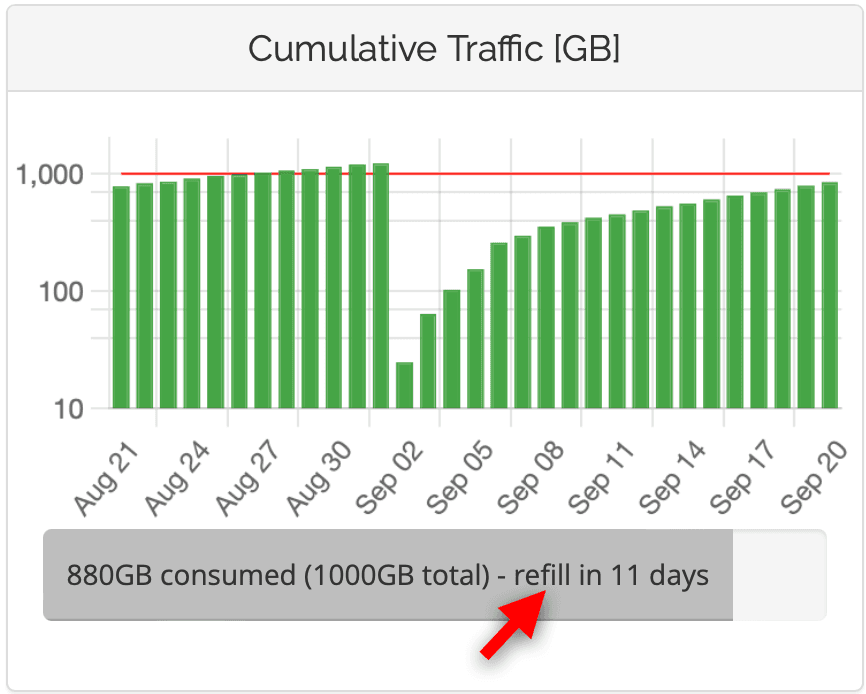 Cumulative Traffic [GB]
1,000
100
10
Aug 21
Aug 24
Aug 27
Aug 30
Sep 02
Sep 05
Sep 08
Sep 11
Sep 14
Sep 17
Sep 20
880GB consumed (1000GB total) - refill in 11 days